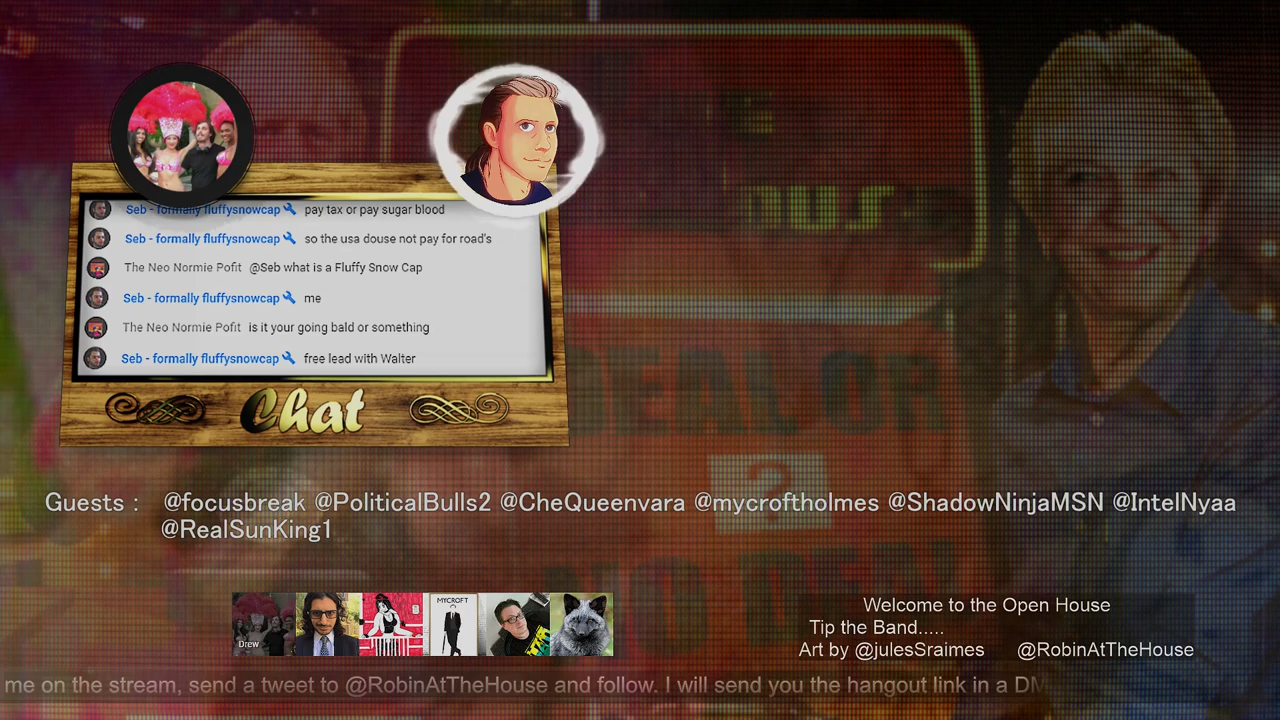 Seb - formally fluffysnowcap pay tax or pay sugar blood
Seb - formally fluffysnowcap so the usa douse not pay for road's
The Neo Normie Pofit @Seb what is a Fluffy Snow Cap
Seb - formally fluffysnowcap me
The Neo Normie Pofit is it your going bald or something
Seb - formally fluffysnowcap free lead with Walter
Chat
DEAL OR
?
NO DEAL
Guests : @focusbreak @PoliticalBulls2 @CheQueenvara @mycroftholmes @ShadowNinjaMSN @IntelNyaa
@RealSunKing1
Drew
MYCROFT
Welcome to the Open House
Tip the Band.....
Art by @julesSraimes @RobinAtTheHouse
me on the stream, send a tweet to @RobinAtTheHouse and follow. I will send you the hangout link in a DM